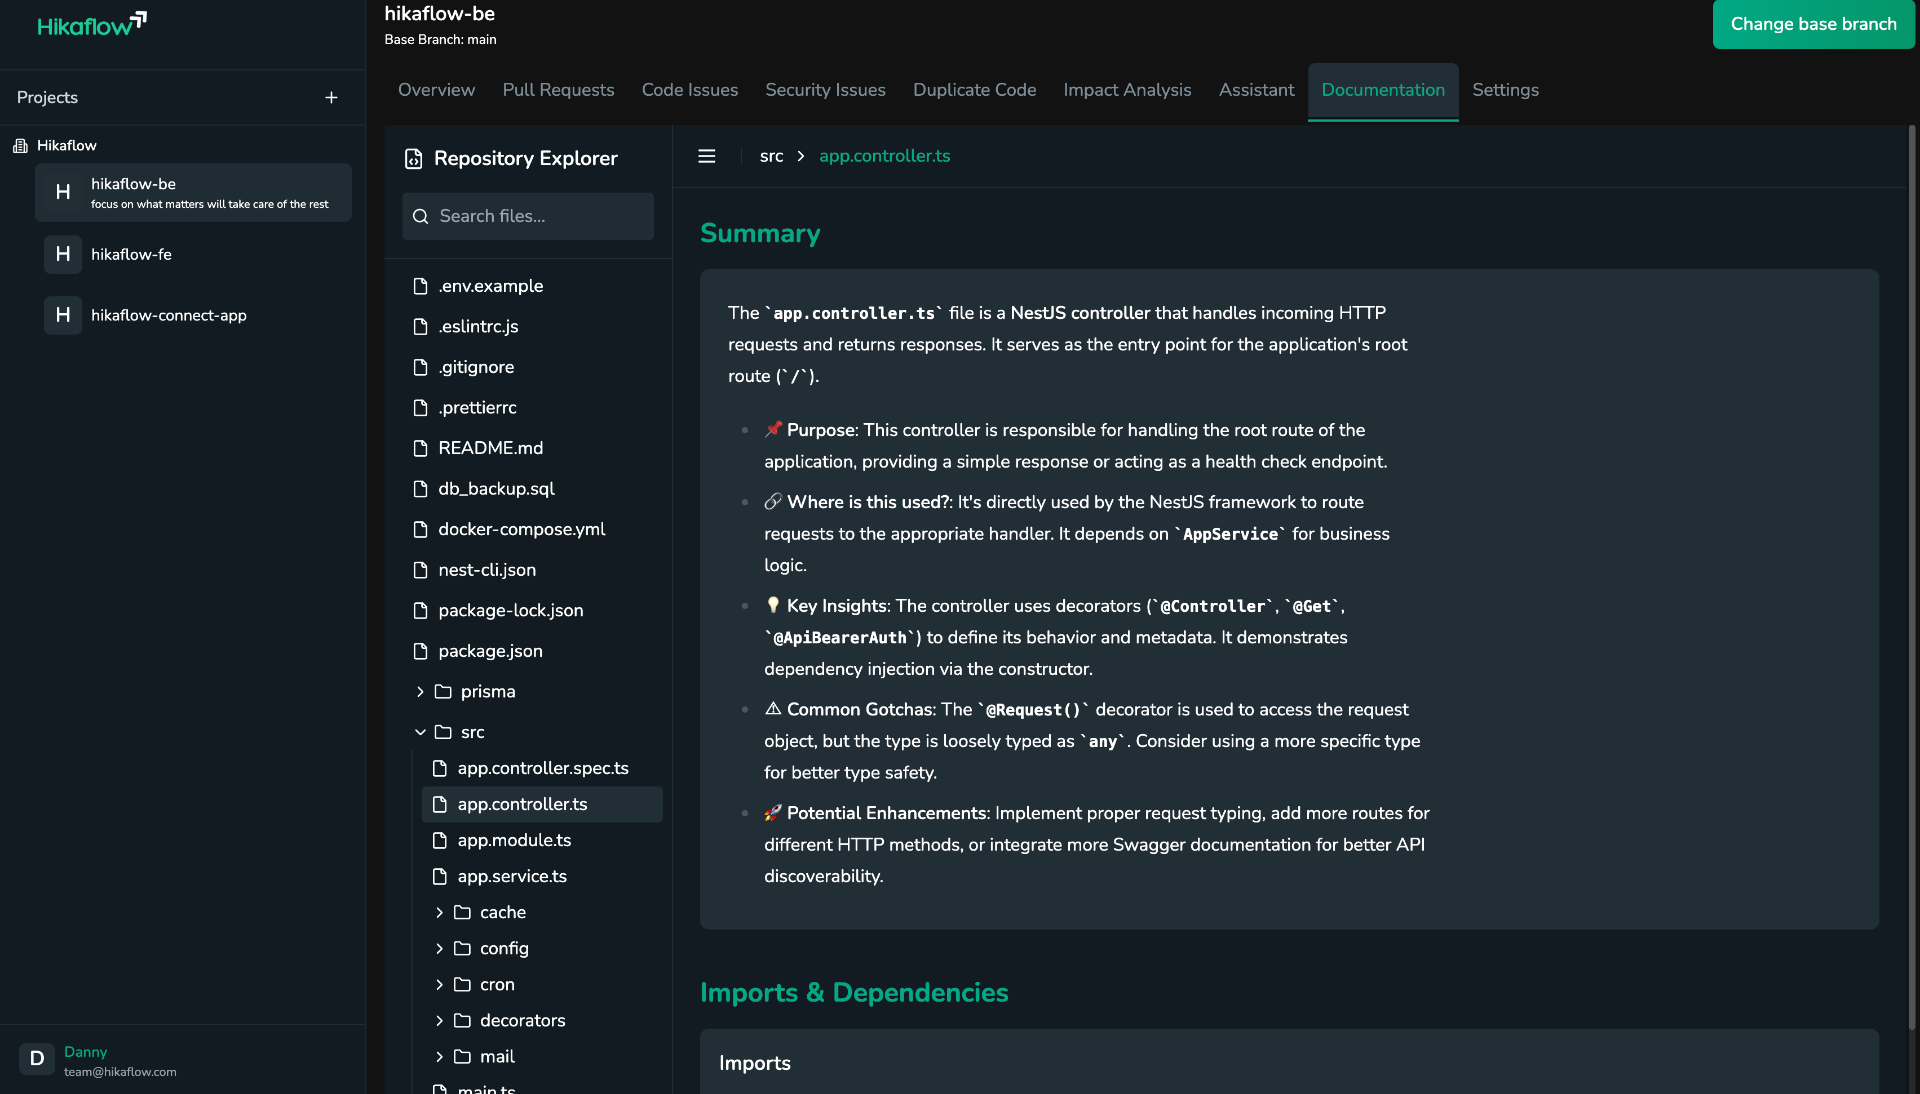 Hikaflow
Projects
Hikaflow
H
hikaflow-be
focus on what matters will take care of the rest
H
hikaflow-fe
H
hikaflow-connect-app
D
Danny
team@hikaflow.com
hikaflow-be
Base Branch: main
Change base branch
Overview Pull Requests Code Issues Security Issues Duplicate Code Impact Analysis Assistant Documentation Settings
Repository Explorer
Search files...
.env.example
.eslintrc.js
.gitignore
.prettierrc
README.md
db_backup.sql
docker-compose.yml
nest-cli.json
package-lock.json
package.json
prisma
src
app.controller.spec.ts
app.controller.ts
app.module.ts
app.service.ts
cache
config
cron
decorators
mail
main.ts
src > app.controller.ts
Summary
The `app.controller.ts` file is a NestJS controller that handles incoming HTTP
requests and returns responses. It serves as the entry point for the application's root
route (`/`).
📌 Purpose: This controller is responsible for handling the root route of the
application, providing a simple response or acting as a health check endpoint.
🔗 Where is this used?: It's directly used by the NestJS framework to route
requests to the appropriate handler. It depends on `AppService` for business
logic.
💡 Key Insights: The controller uses decorators (`@Controller`, `@Get`,
`@ApiBearerAuth`) to define its behavior and metadata. It demonstrates
dependency injection via the constructor.
⚠ Common Gotchas: The `@Request()` decorator is used to access the request
object, but the type is loosely typed as `any`. Consider using a more specific type
for better type safety.
🚀 Potential Enhancements: Implement proper request typing, add more routes for
different HTTP methods, or integrate more Swagger documentation for better API
discoverability.
Imports & Dependencies
Imports